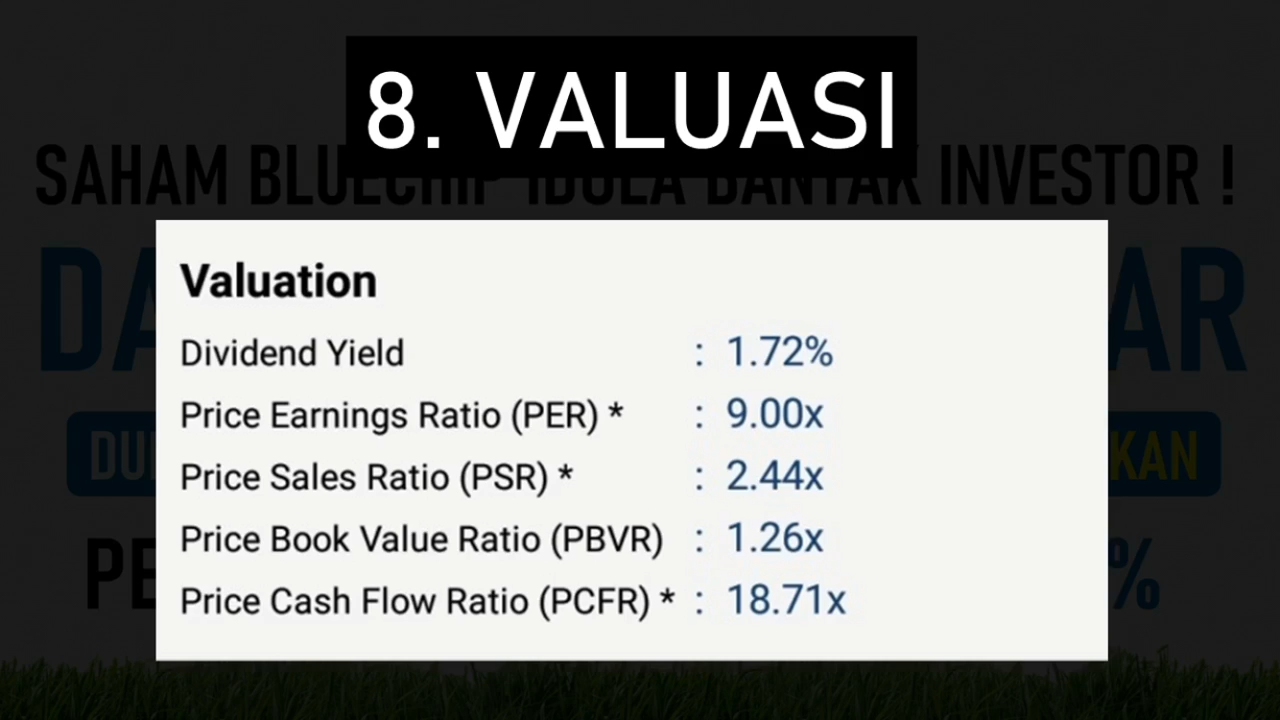 8. VALUASI
SAHAM BLUECHIP IDOLA BANYAK INVESTOR !
Valuation
Dividend Yield : 1.72%
Price Earnings Ratio (PER) * : 9.00x
Price Sales Ratio (PSR) * : 2.44x
Price Book Value Ratio (PBVR) : 1.26x
Price Cash Flow Ratio (PCFR) * : 18.71x